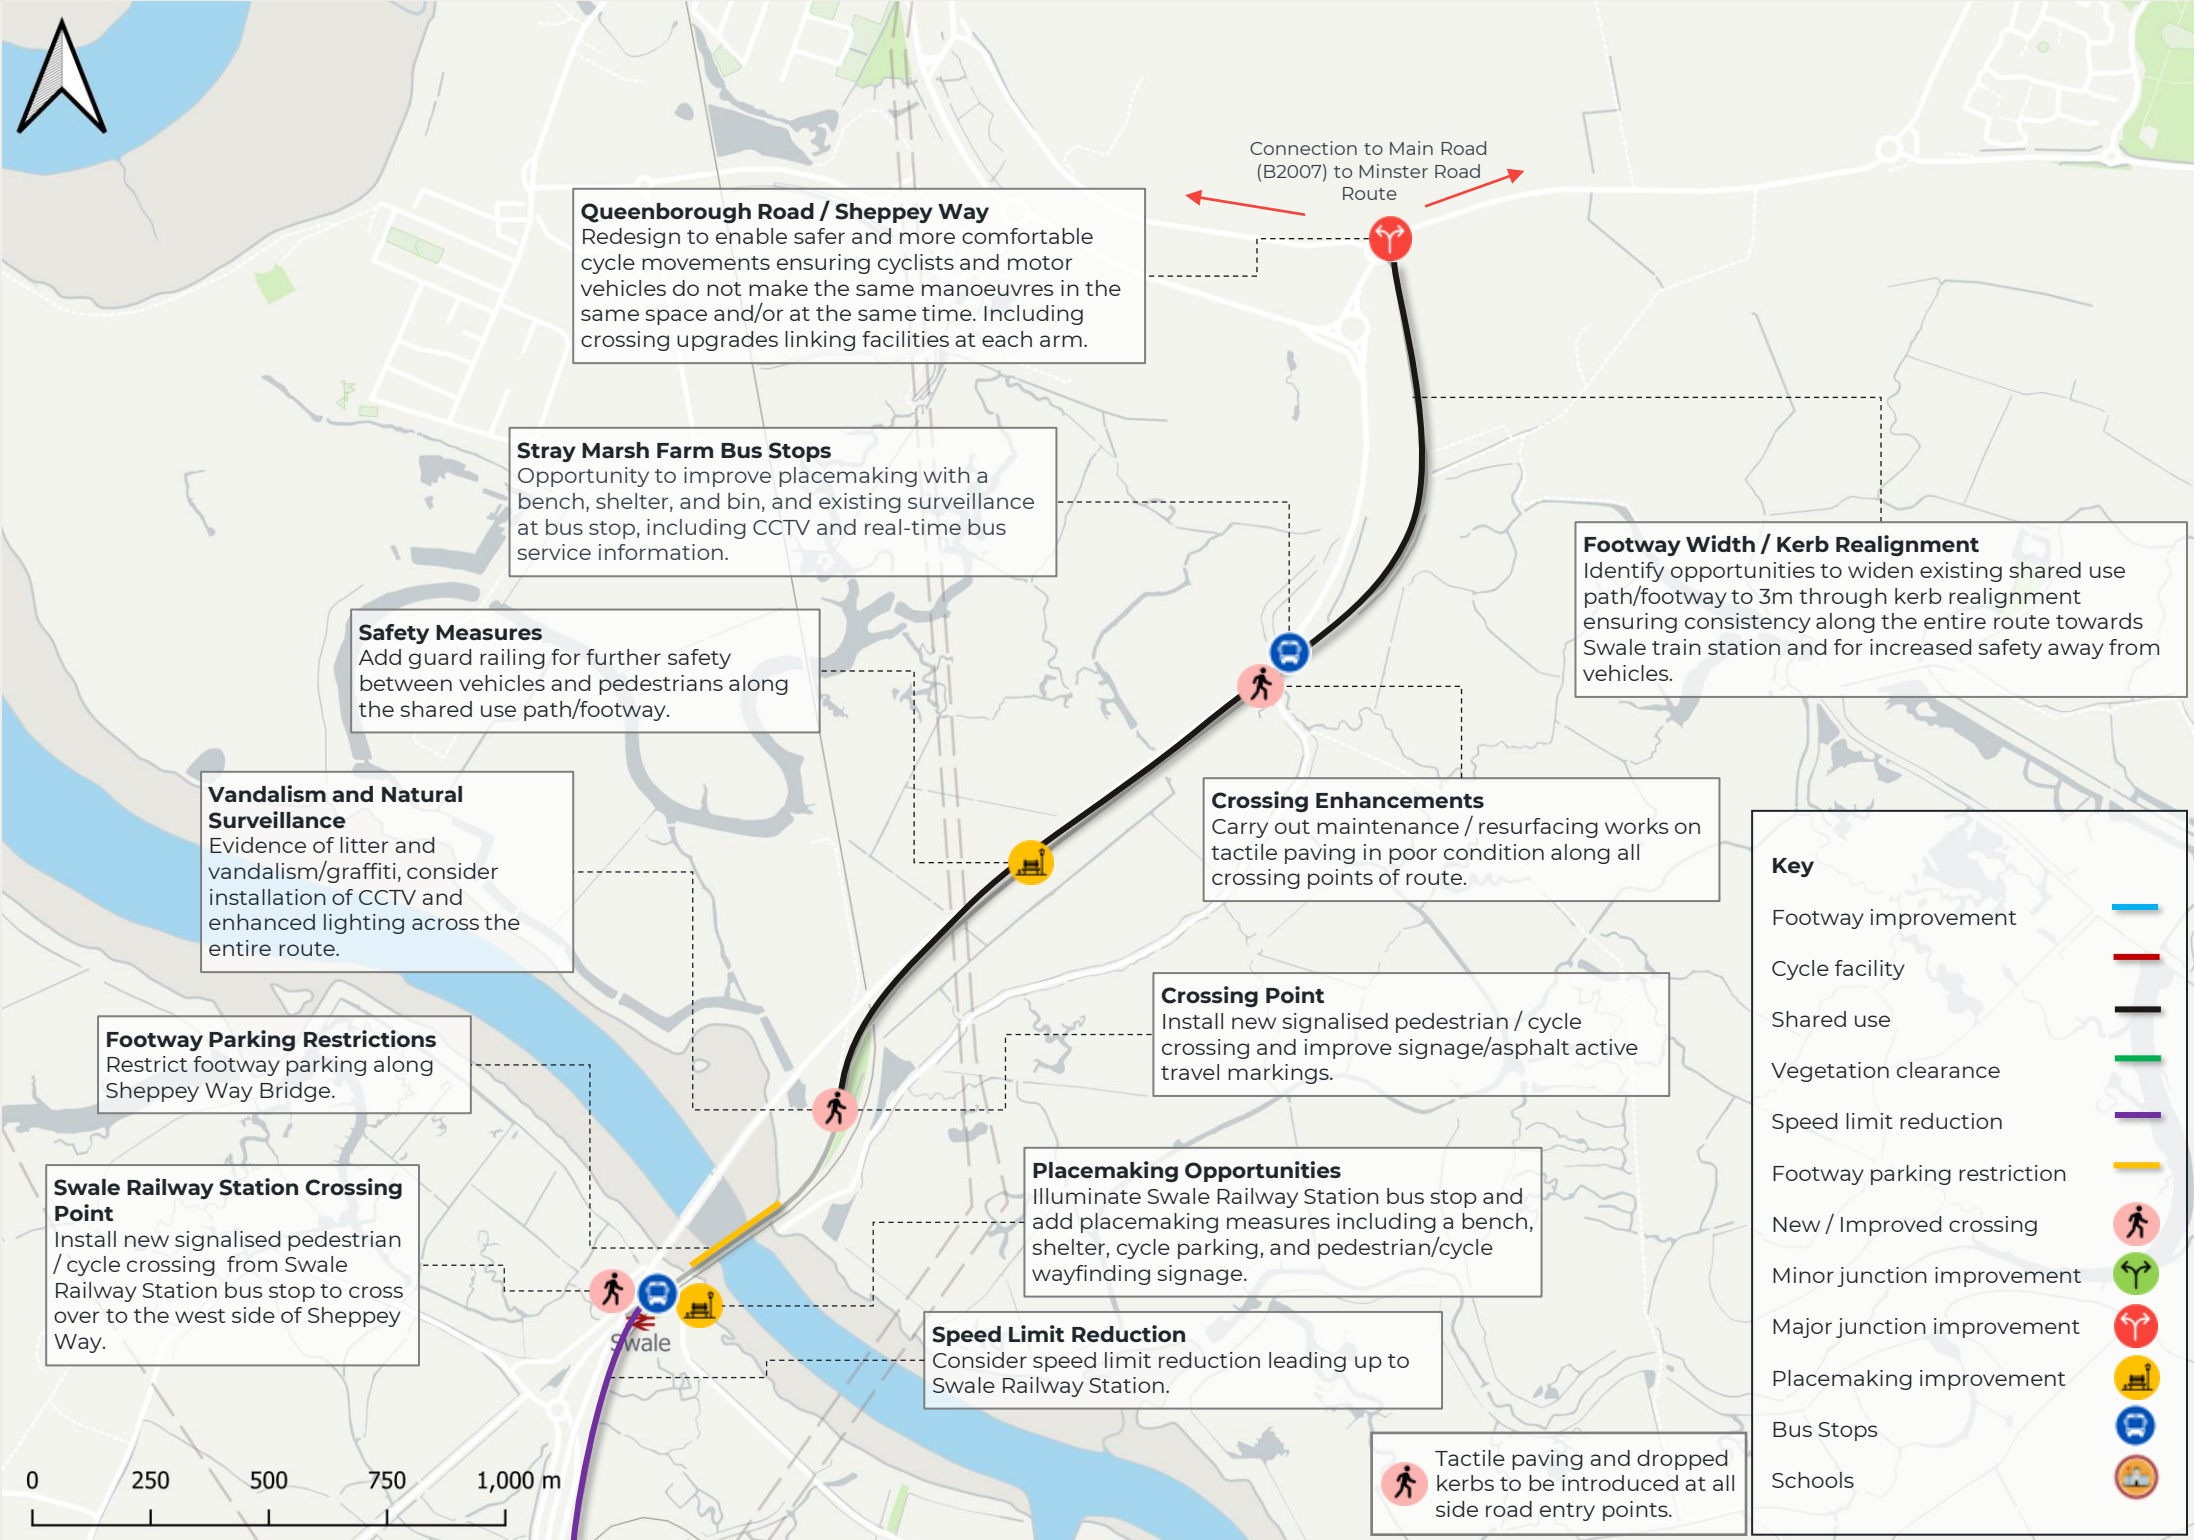 Connection to Main Road
(B2007) to Minster Road
Route
Queenborough Road / Sheppey Way
Redesign to enable safer and more comfortable
cycle movements ensuring cyclists and motor
vehicles do not make the same manoeuvres in the
same space and/or at the same time. Including
crossing upgrades linking facilities at each arm.
Stray Marsh Farm Bus Stops
Opportunity to improve placemaking with a
bench, shelter, and bin, and existing surveillance
at bus stop, including CCTV and real-time bus
service information.
Footway Width / Kerb Realignment
Identify opportunities to widen existing shared use
path/footway to 3m through kerb realignment
ensuring consistency along the entire route towards
Swale train station and for increased safety away from
vehicles.
Safety Measures
Add guard railing for further safety
between vehicles and pedestrians along
the shared use path/footway.
Vandalism and Natural
Surveillance
Evidence of litter and
vandalism/graffiti, consider
installation of CCTV and
enhanced lighting across the
entire route.
Crossing Enhancements
Carry out maintenance / resurfacing works on
tactile paving in poor condition along all
crossing points of route.
Crossing Point
Install new signalised pedestrian / cycle
crossing and improve signage/asphalt active
travel markings.
Footway Parking Restrictions
Restrict footway parking along
Sheppey Way Bridge.
Swale Railway Station Crossing
Point
Install new signalised pedestrian
/ cycle crossing from Swale
Railway Station bus stop to cross
over to the west side of Sheppey
Way.
Placemaking Opportunities
Illuminate Swale Railway Station bus stop and
add placemaking measures including a bench,
shelter, cycle parking, and pedestrian/cycle
wayfinding signage.
Swale
Speed Limit Reduction
Consider speed limit reduction leading up to
Swale Railway Station.
0 250 500 750 1,000 m
Tactile paving and dropped
kerbs to be introduced at all
side road entry points.
Key
Footway improvement
Cycle facility
Shared use
Vegetation clearance
Speed limit reduction
Footway parking restriction
New / Improved crossing
Minor junction improvement
Major junction improvement
Placemaking improvement
Bus Stops
Schools